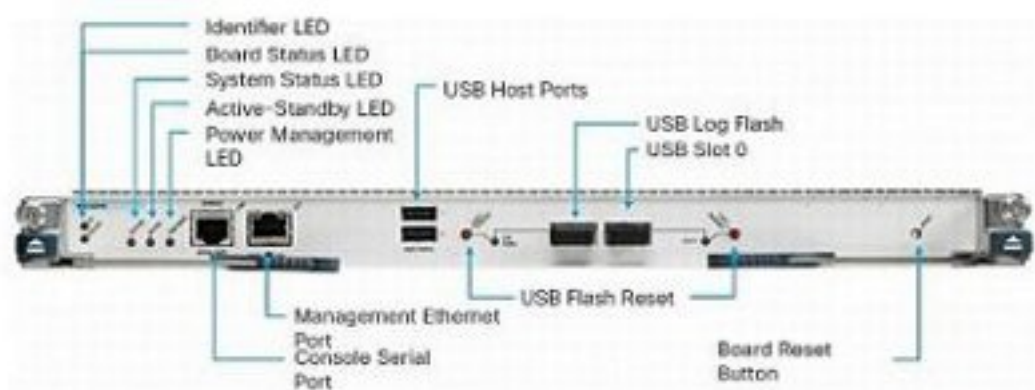 Identifier LED
Board Status LED
System Status LED
Active-Standby LED
Power Management
LED
USB Host Ports
USB Log Flash
USB Slot 0
USB Flash Reset
Management Ethernet
Port
Console Serial
Port
Board Reset
Button